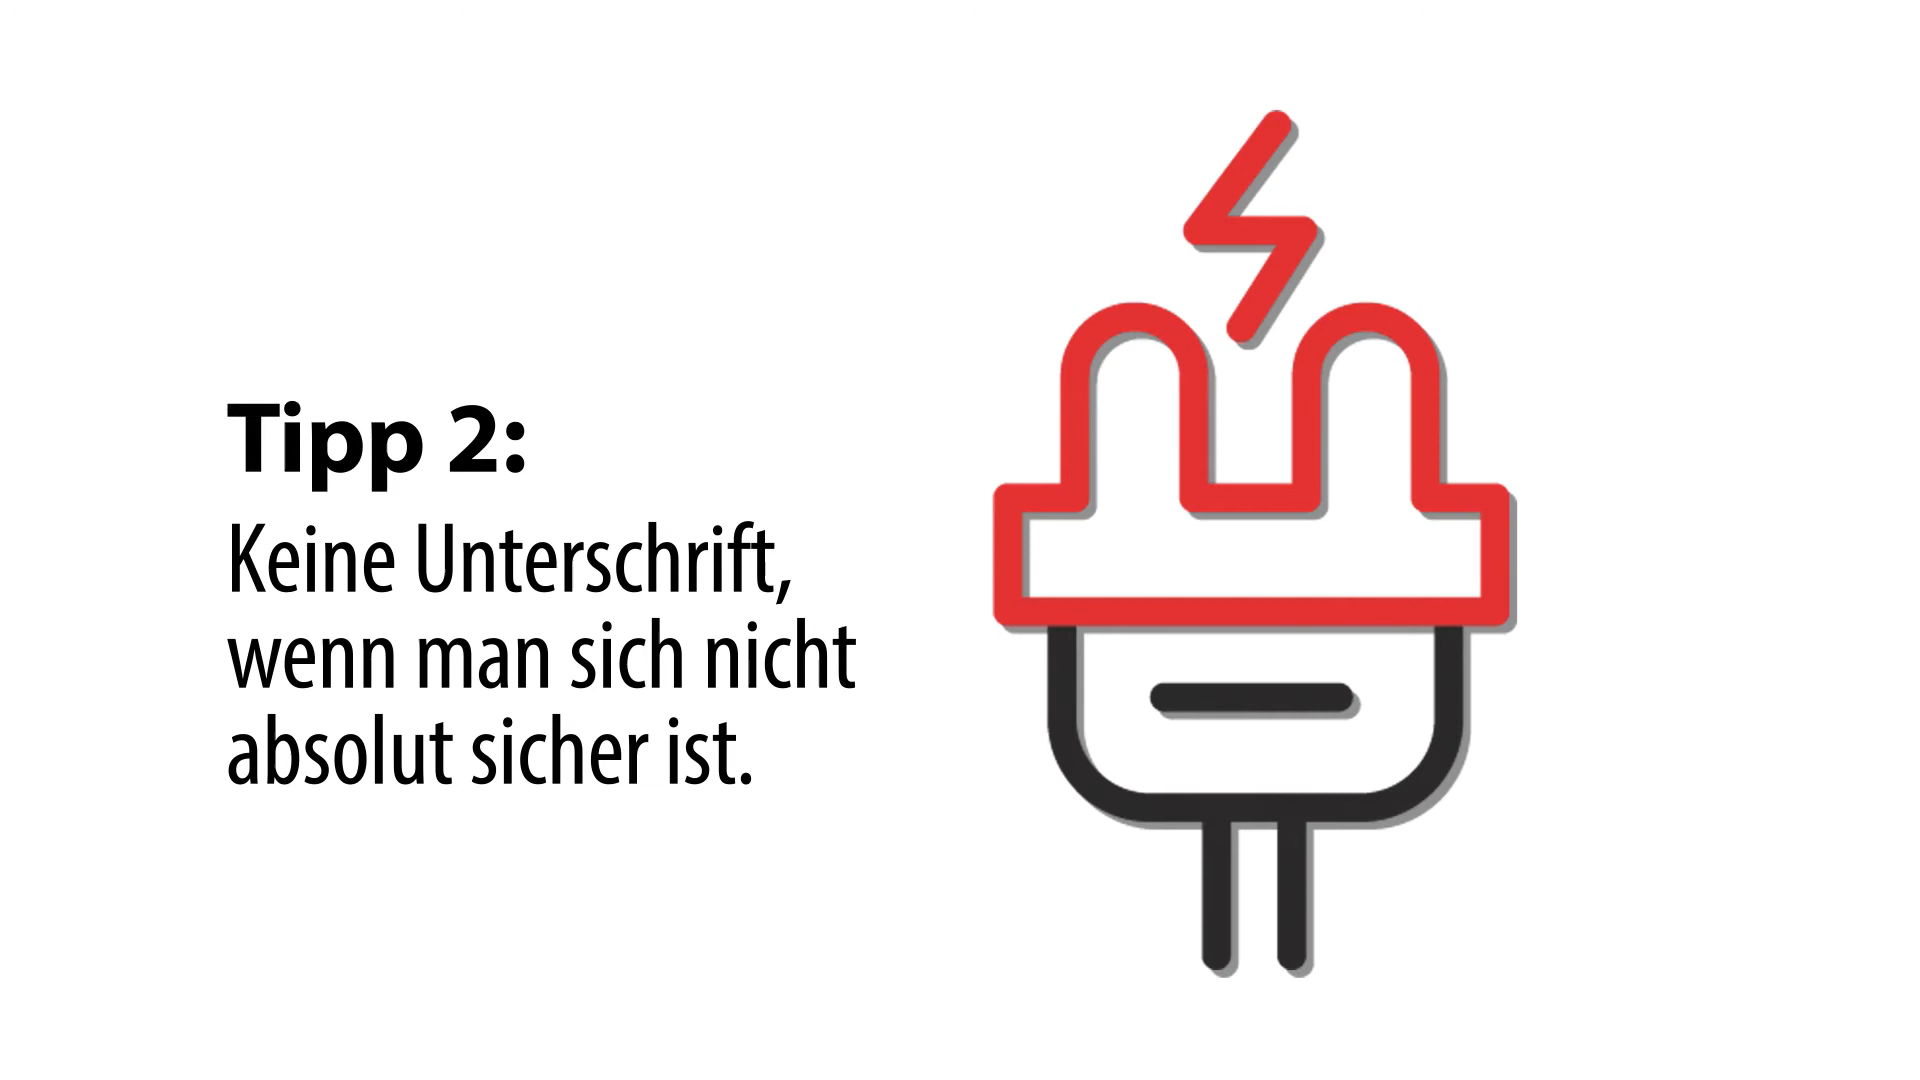 Tipp 2:
Keine Unterschrift,
wenn man sich nicht
absolut sicher ist.